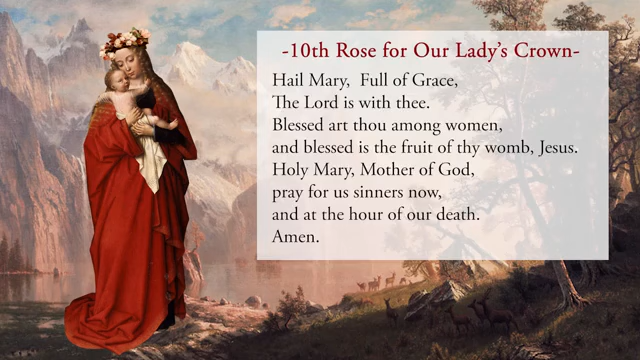 -10th Rose for Our Lady’s Crown-
Hail Mary,  Full of Grace,
The Lord is with thee.
Blessed art thou among women,
and blessed is the fruit of thy womb, Jesus.
Holy Mary, Mother of God,
pray for us sinners now,
and at the hour of our death.
Amen.